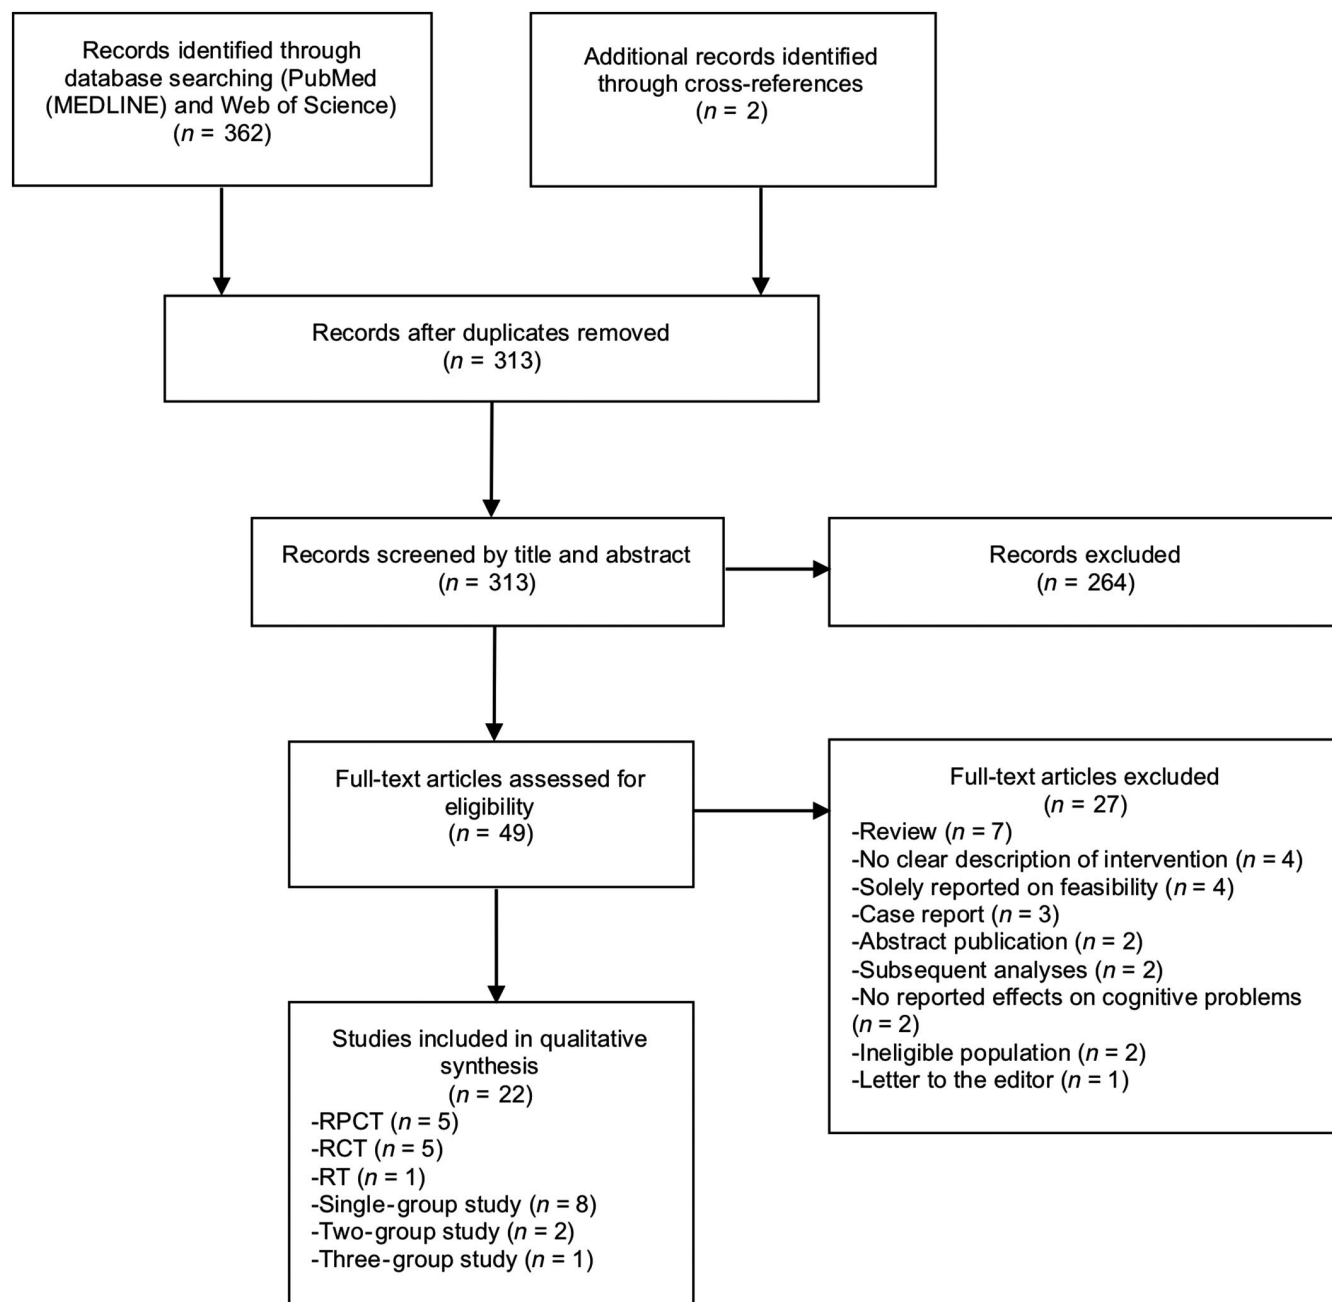 Records identified through
database searching (PubMed
(MEDLINE) and Web of Science)
(n = 362)
Additional records identified
through cross-references
(n = 2)
Records after duplicates removed
(n = 313)
Records screened by title and abstract
(n = 313)
Records excluded
(n = 264)
Full-text articles assessed for
eligibility
(n = 49)
Full-text articles excluded
(n = 27)
-Review (n = 7)
-No clear description of intervention (n = 4)
-Solely reported on feasibility (n = 4)
-Case report (n = 3)
-Abstract publication (n = 2)
-Subsequent analyses (n = 2)
-No reported effects on cognitive problems
(n = 2)
-Ineligible population (n = 2)
-Letter to the editor (n = 1)
Studies included in qualitative
synthesis
(n = 22)
-RPCT (n = 5)
-RCT (n = 5)
-RT (n = 1)
-Single-group study (n = 8)
-Two-group study (n = 2)
-Three-group study (n = 1)